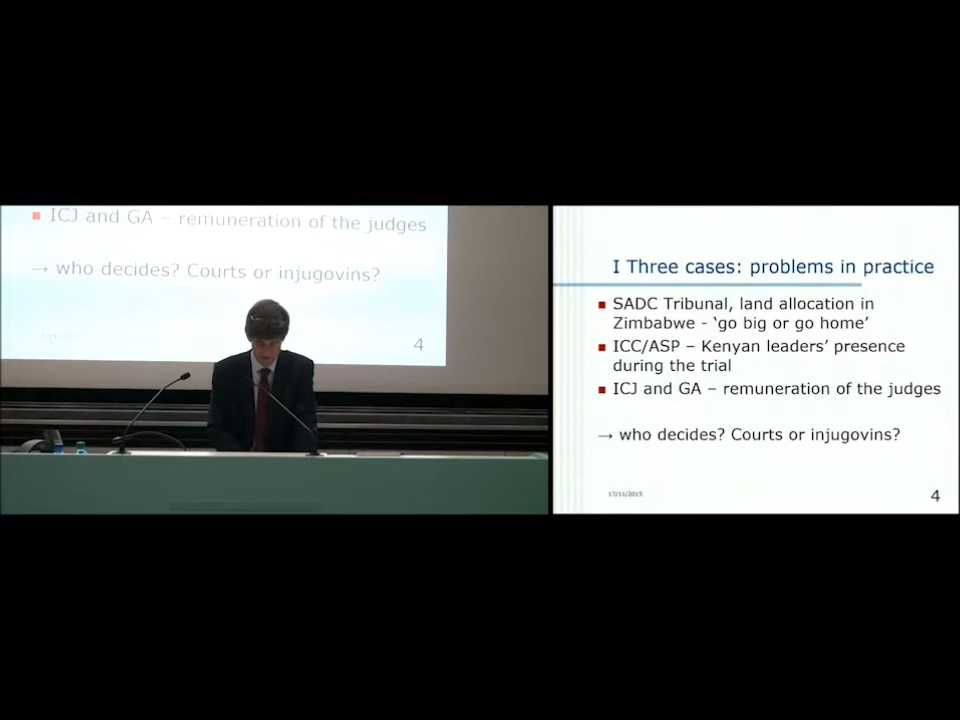 ICJ and GA – remuneration of the judges
→ who decides? Courts or injugovins?
4
I Three cases: problems in practice
SADC Tribunal, land allocation in
Zimbabwe - 'go big or go home'
ICC/ASP – Kenyan leaders' presence
during the trial
ICJ and GA – remuneration of the judges
→ who decides? Courts or injugovins?
17/11/2015
4